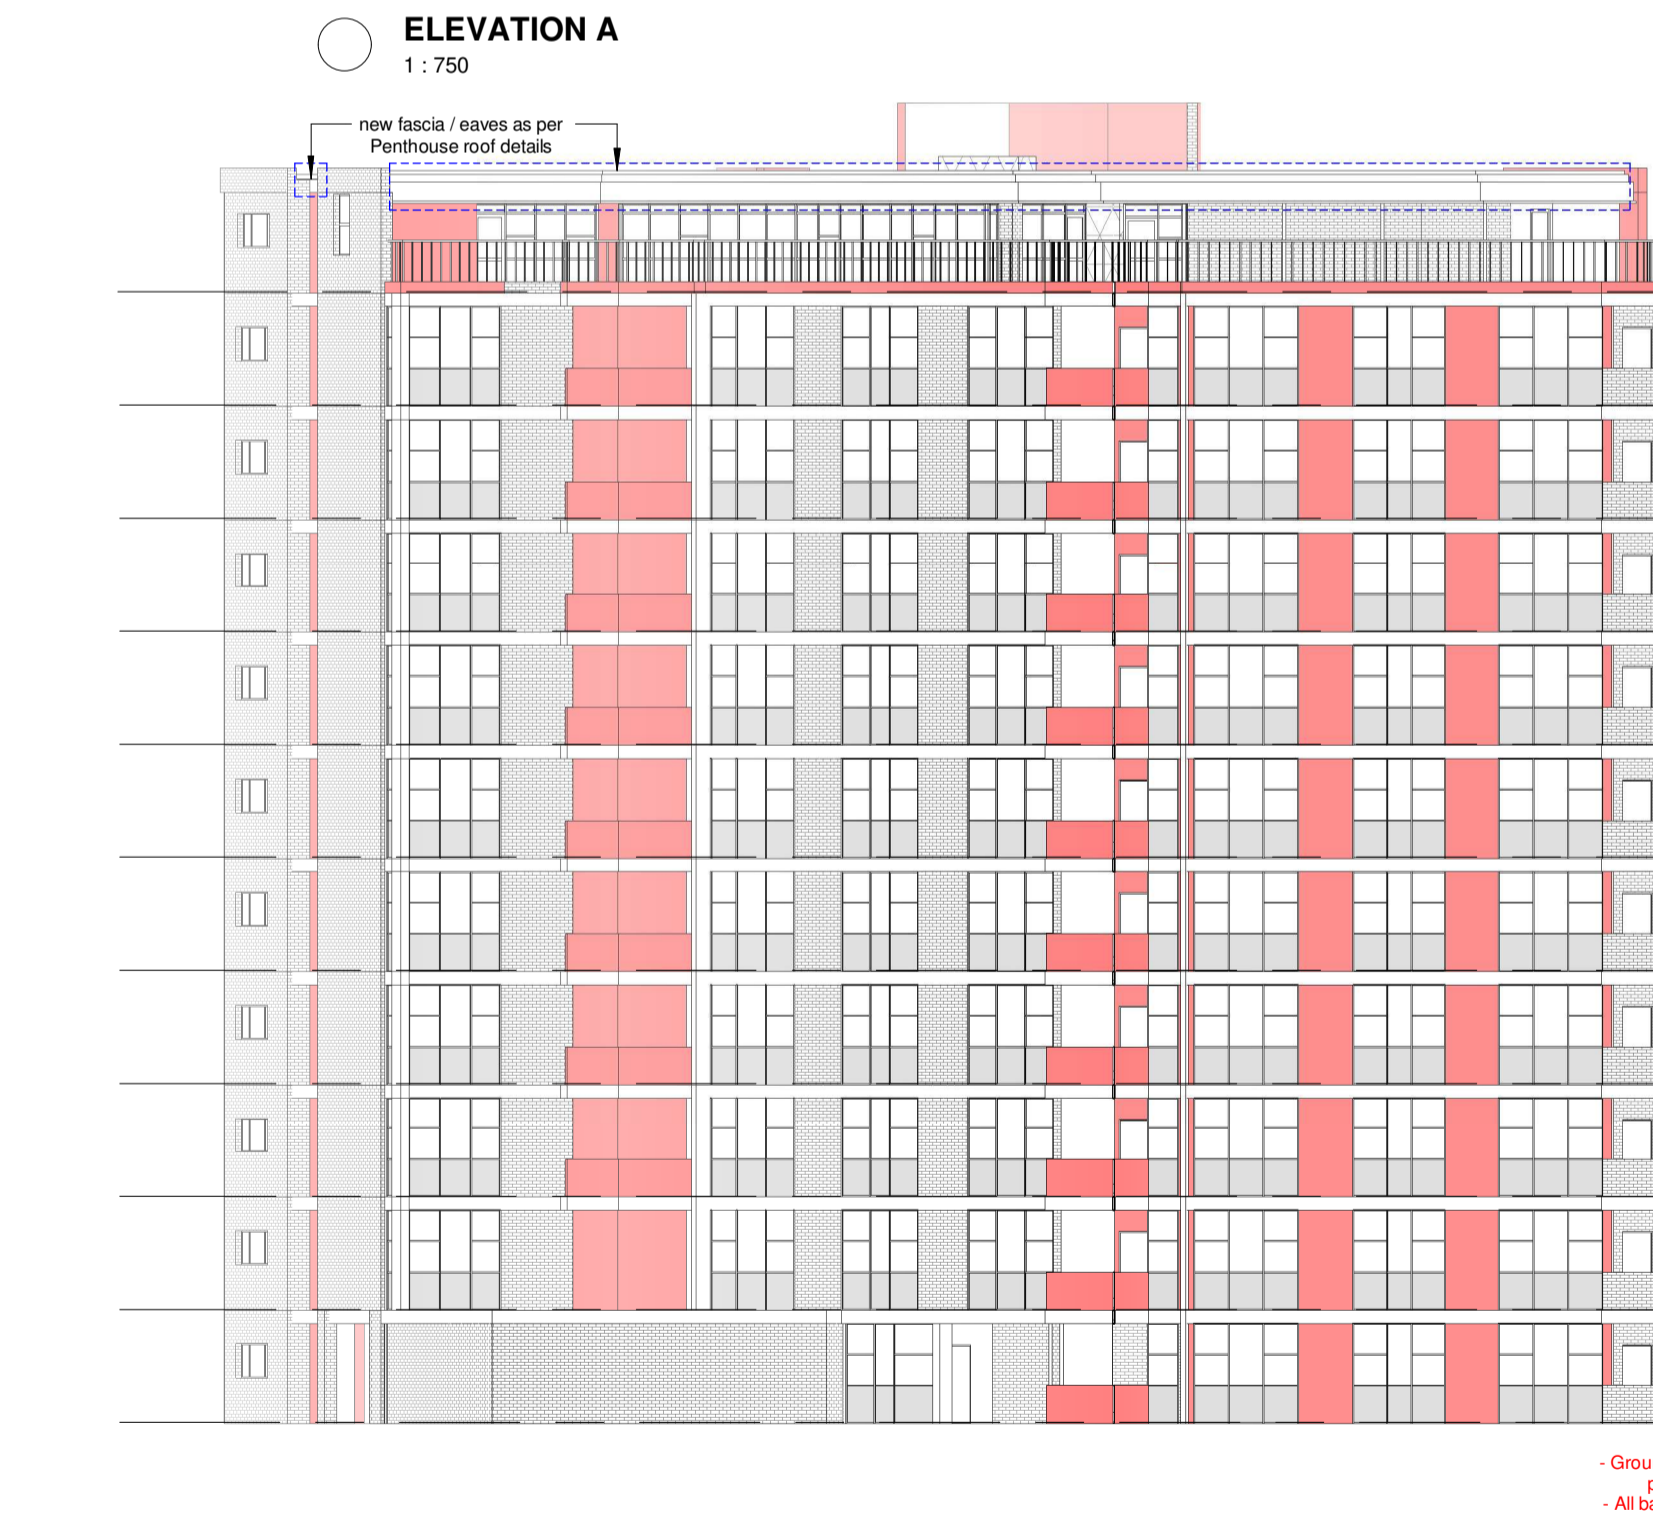 ELEVATION A
1 : 750
new fascia / eaves as per
Penthouse roof details
- Grou
p
- All ba